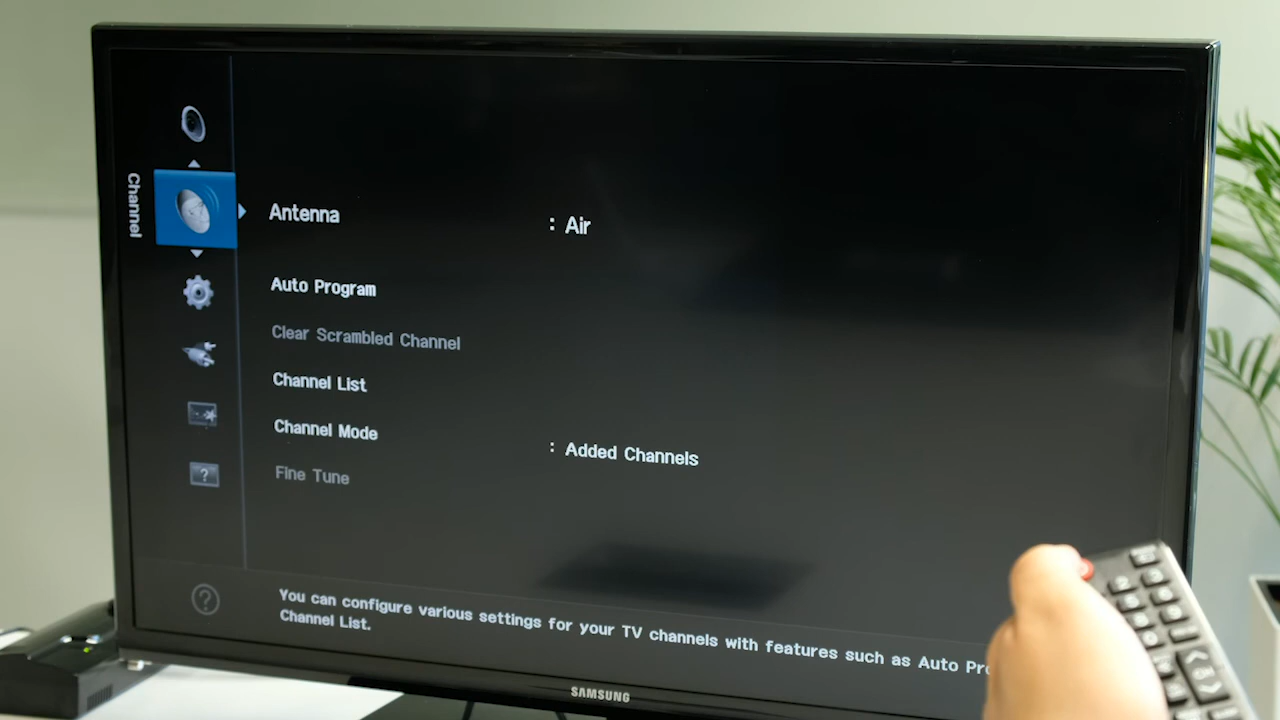 Channel
Antenna : Air
Auto Program
Clear Scrambled Channel
Channel List
Channel Mode : Added Channels
Fine Tune
?
?
You can configure various settings for your TV channels with features such as Auto
Channel List.
SAMSUNG